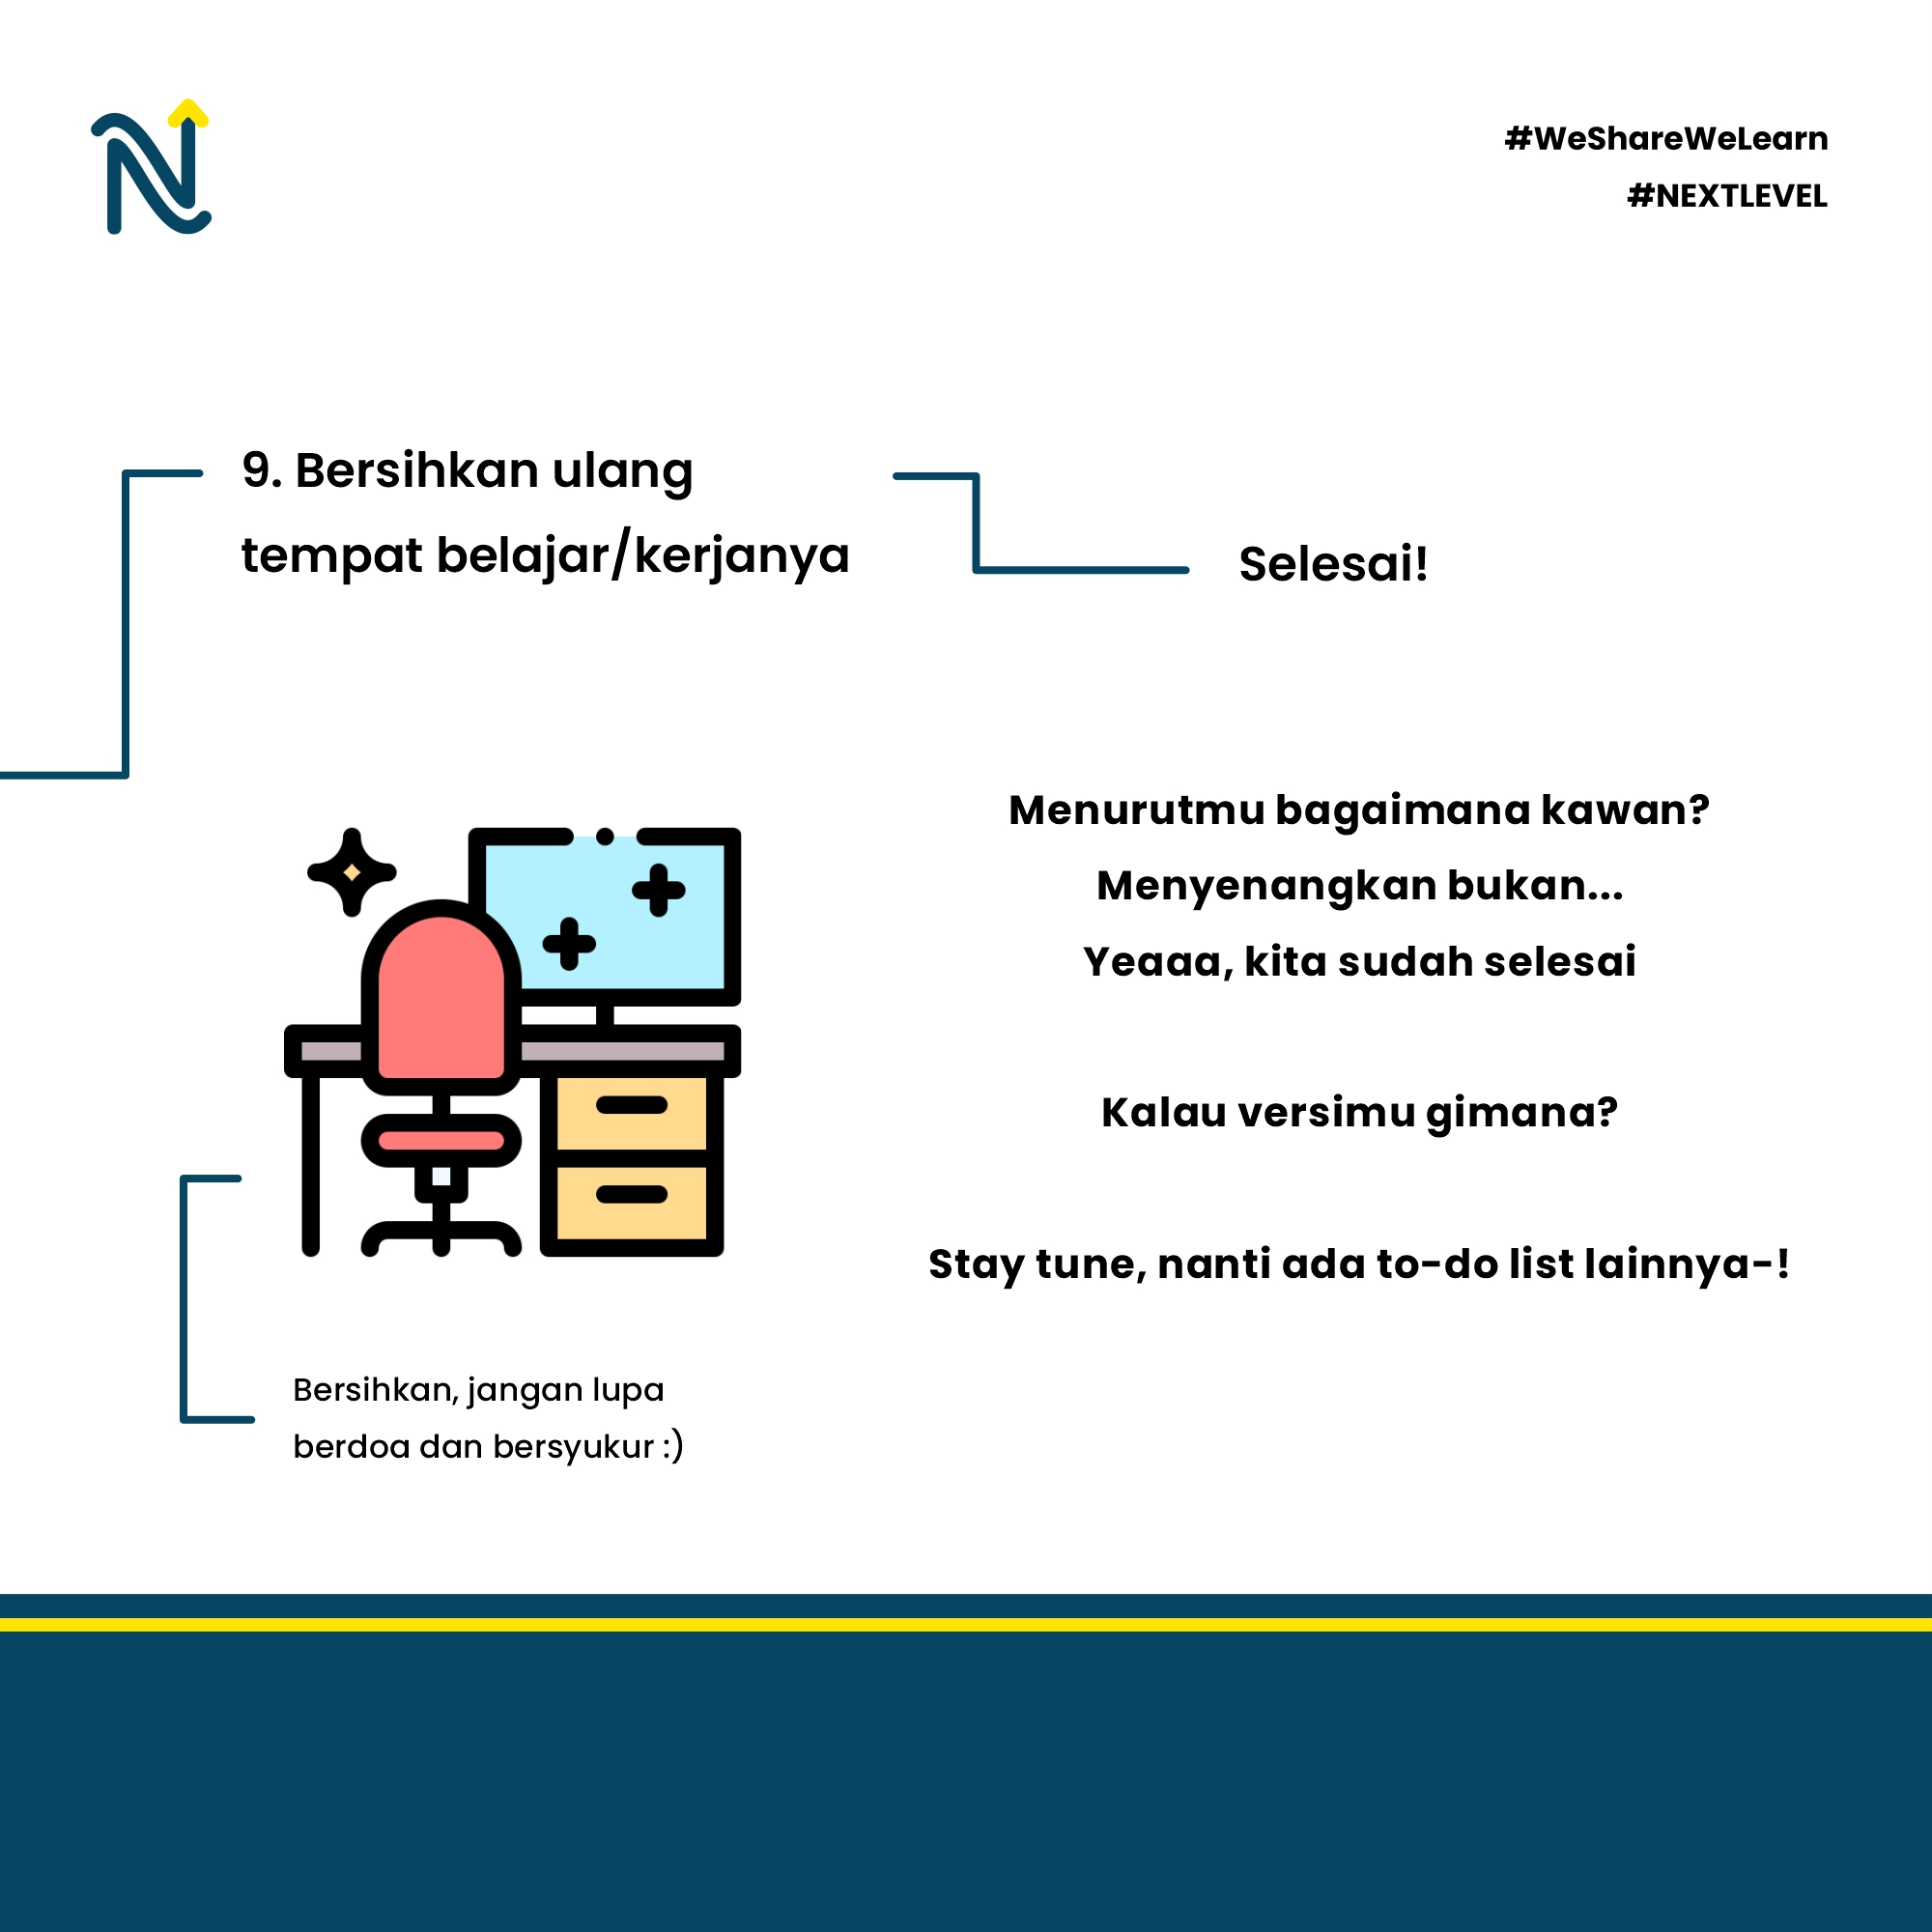 #WeShareWeLearn
#NEXTLEVEL
9. Bersihkan ulang
tempat belajar/kerjanya
Selesai!
Menurutmu bagaimana kawan?
Menyenangkan bukan...
Yeaaa, kita sudah selesai
Kalau versimu gimana?
Stay tune, nanti ada to-do list lainnya-!
Bersihkan, jangan lupa
berdoa dan bersyukur :)